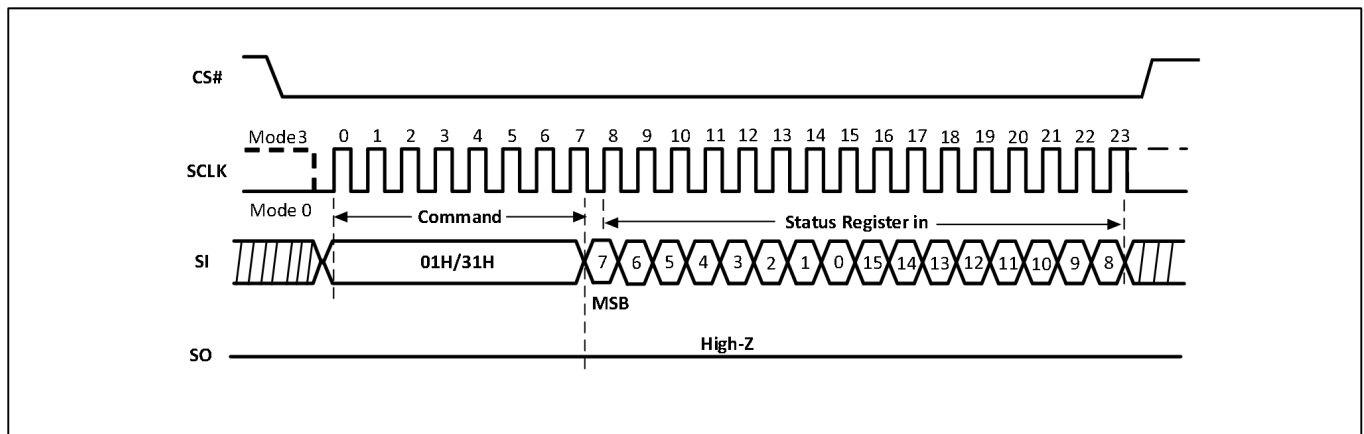 CS#
Mode3 0 1 2 3 4 5 6 7 8 9 10 11 12 13 14 15 16 17 18 19 20 21 22 23
SCLK
Mode 0 Command Status Register in
SI 01H/31H 7 6 5 4 3 2 1 0 15 14 13 12 11 10 9 8
MSB
SO High-Z